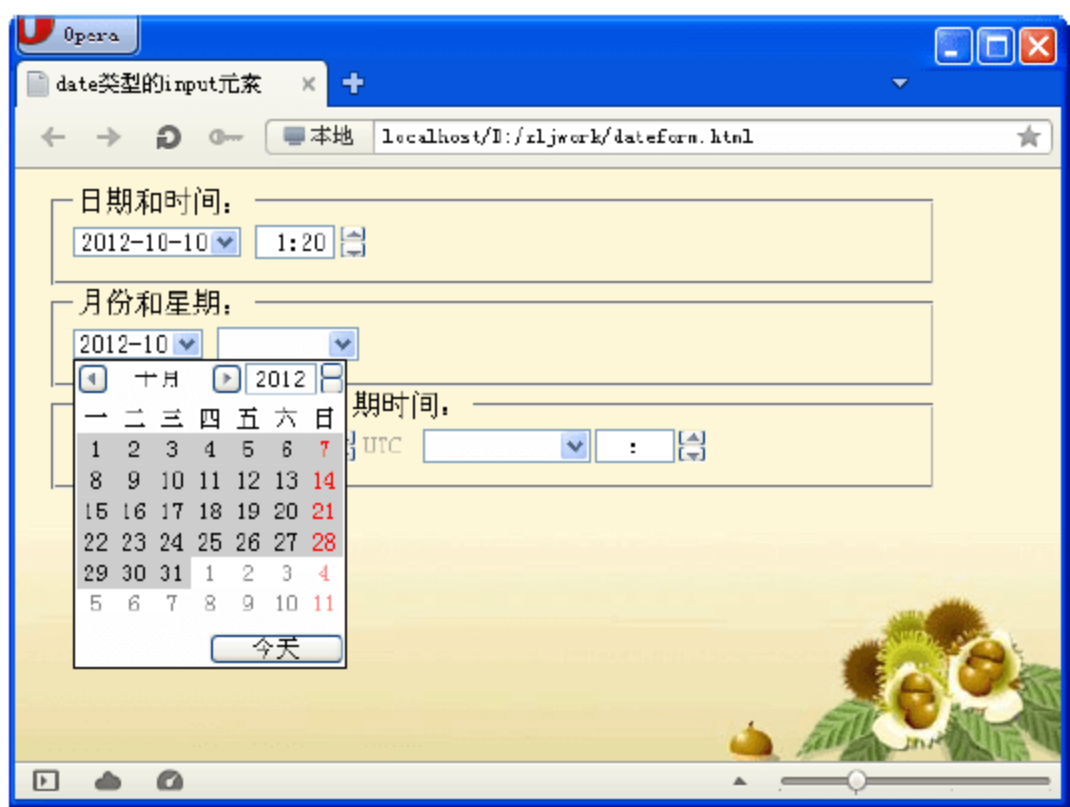 Opera
date类型的input元素
本地 localhost/D:/zljwork/dateform.html
日期和时间:
2012-10-10 1:20
月份和星期:
2012-10
十月 2012
一 二 三 四 五 六 日
1 2 3 4 5 6 7
8 9 10 11 12 13 14
15 16 17 18 19 20 21
22 23 24 25 26 27 28
29 30 31 1 2 3 4
5 6 7 8 9 10 11
今天
期时间:
UTC :